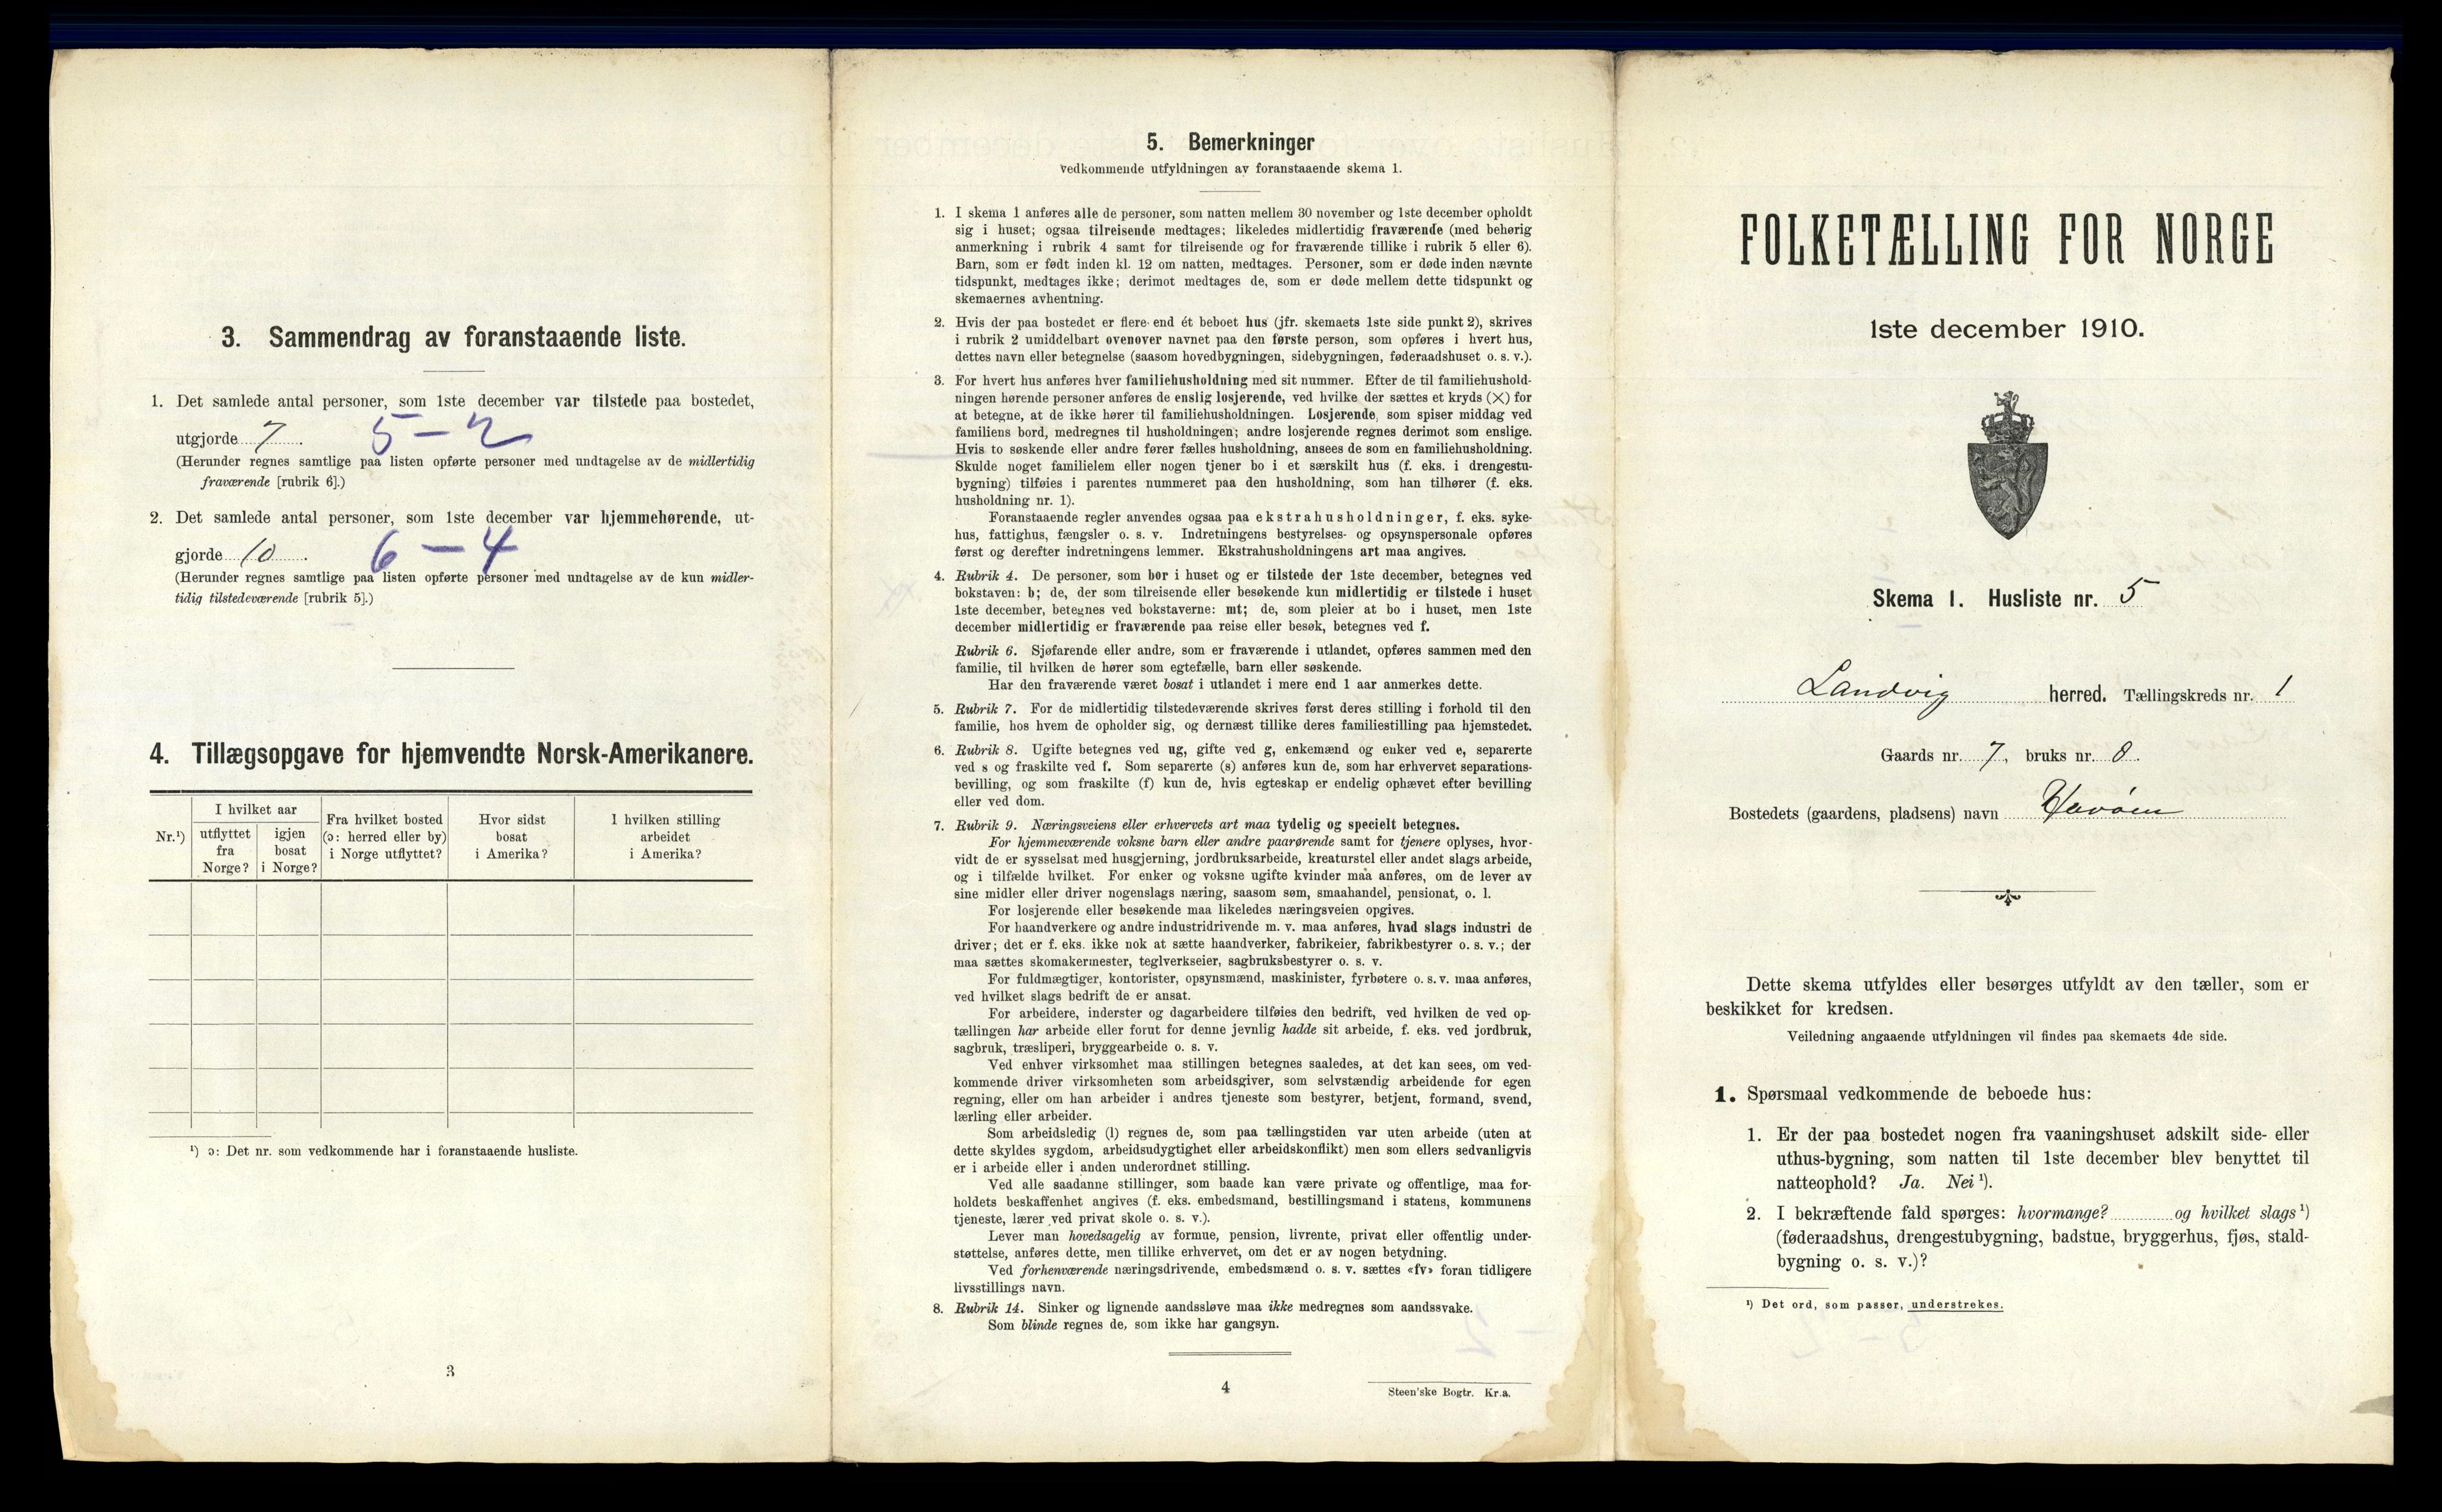 3. Sammendrag av foranstaaende liste.
1. Det samlede antal personer, som 1ste december var tilstede paa bostedet,
utgjorde 7. 5 – 2
(Herunder regnes samtlige paa listen opførte personer med undtagelse av de midlertidig
fraværende [rubrik 6].)
2. Det samlede antal personer, som 1ste december var hjemmehørende, ut-
gjorde 10. 6 – 4
(Herunder regnes samtlige paa listen opførte personer med undtagelse av de kun midler-
tidig tilstedeværende [rubrik 5].)
4. Tillægsopgave for hjemvendte Norsk-Amerikanere.
Nr.¹)
I hvilket aar
utflyttet fra Norge?
igjen bosat i Norge?
Fra hvilket bosted (ɔ: herred eller by) i Norge utflyttet?
Hvor sidst bosat i Amerika?
I hvilken stilling arbeidet i Amerika?
¹) ɔ: Det nr. som vedkommende har i foranstaaende husliste.
3
5. Bemerkninger
vedkommende utfyldningen av foranstaaende skema 1.
1. I skema 1 anføres alle de personer, som natten mellem 30 november og 1ste december opholdt
sig i huset; ogsaa tilreisende medtages; likeledes midlertidig fraværende (med behørig
anmerkning i rubrik 4 samt for tilreisende og for fraværende tillike i rubrik 5 eller 6).
Barn, som er født inden kl. 12 om natten, medtages. Personer, som er døde inden nævnte
tidspunkt, medtages ikke; derimot medtages de, som er døde mellem dette tidspunkt og
skemaernes avhentning.
2. Hvis der paa bostedet er flere end ét beboet hus (jfr. skemaets 1ste side punkt 2), skrives
i rubrik 2 umiddelbart ovenover navnet paa den første person, som opføres i hvert hus,
dettes navn eller betegnelse (saasom hovedbygningen, sidebygningen, føderaadshuset o. s. v.).
3. For hvert hus anføres hver familiehusholdning med sit nummer. Efter de til familiehushold-
ningen hørende personer anføres de enslig losjerende, ved hvilke der sættes et kryds (×) for
at betegne, at de ikke hører til familiehusholdningen. Losjerende, som spiser middag ved
familiens bord, medregnes til husholdningen; andre losjerende regnes derimot som enslige.
Hvis to søskende eller andre fører fælles husholdning, ansees de som en familiehusholdning.
Skulde noget familielem eller nogen tjener bo i et særskilt hus (f. eks. i drengestu-
bygning) tilføies i parentes nummeret paa den husholdning, som han tilhører (f. eks.
husholdning nr. 1).
Foranstaaende regler anvendes ogsaa paa ekstrahusholdninger, f. eks. syke-
hus, fattighus, fængsler o. s. v. Indretningens bestyrelses- og opsynspersonale opføres
først og derefter indretningens lemmer. Ekstrahusholdningens art maa angives.
4. Rubrik 4. De personer, som bor i huset og er tilstede der 1ste december, betegnes ved
bokstaven: b; de, der som tilreisende eller besøkende kun midlertidig er tilstede i huset
1ste december, betegnes ved bokstaverne: mt; de, som pleier at bo i huset, men 1ste
december midlertidig er fraværende paa reise eller besøk, betegnes ved f.
Rubrik 6. Sjøfarende eller andre, som er fraværende i utlandet, opføres sammen med den
familie, til hvilken de hører som egtefælle, barn eller søskende.
Har den fraværende været bosat i utlandet i mere end 1 aar anmerkes dette.
5. Rubrik 7. For de midlertidig tilstedeværende skrives først deres stilling i forhold til den
familie, hos hvem de opholder sig, og dernæst tillike deres familiestilling paa hjemstedet.
6. Rubrik 8. Ugifte betegnes ved ug, gifte ved g, enkemænd og enker ved e, separerte
ved s og fraskilte ved f. Som separerte (s) anføres kun de, som har erhvervet separations-
bevilling, og som fraskilte (f) kun de, hvis egteskap er endelig ophævet efter bevilling
eller ved dom.
7. Rubrik 9. Næringsveiens eller erhvervets art maa tydelig og specielt betegnes.
For hjemmeværende voksne barn eller andre paarørende samt for tjenere oplyses, hvor-
vidt de er sysselsat med husgjerning, jordbruksarbeide, kreaturstel eller andet slags arbeide,
og i tilfælde hvilket. For enker og voksne ugifte kvinder maa anføres, om de lever av
sine midler eller driver nogenslags næring, saasom søm, smaahandel, pensionat, o. l.
For losjerende eller besøkende maa likeledes næringsveien opgives.
For haandverkere og andre industridrivende m. v. maa anføres, hvad slags industri de
driver; det er f. eks. ikke nok at sætte haandverker, fabrikeier, fabrikbestyrer o. s. v.; der
maa sættes skomakermester, teglverkseier, sagbruksbestyrer o. s. v.
For fuldmægtiger, kontorister, opsynsmænd, maskinister, fyrbøtere o. s. v. maa anføres,
ved hvilket slags bedrift de er ansat.
For arbeidere, inderster og dagarbeidere tilføies den bedrift, ved hvilken de ved op-
tællingen har arbeide eller forut for denne jevnlig hadde sit arbeide, f. eks. ved jordbruk,
sagbruk, træsliperi, bryggearbeide o. s. v.
Ved enhver virksomhet maa stillingen betegnes saaledes, at det kan sees, om ved-
kommende driver virksomheten som arbeidsgiver, som selvstændig arbeidende for egen
regning, eller om han arbeider i andres tjeneste som bestyrer, betjent, formand, svend,
lærling eller arbeider.
Som arbeidsledig (l) regnes de, som paa tællingstiden var uten arbeide (uten at
dette skyldes sygdom, arbeidsudygtighet eller arbeidskonflikt) men som ellers sedvanligvis
er i arbeide eller i anden underordnet stilling.
Ved alle saadanne stillinger, som baade kan være private og offentlige, maa for-
holdets beskaffenhet angives (f. eks. embedsmand, bestillingsmand i statens, kommunens
tjeneste, lærer ved privat skole o. s. v.).
Lever man hovedsagelig av formue, pension, livrente, privat eller offentlig under-
støttelse, anføres dette, men tillike erhvervet, om det er av nogen betydning.
Ved forhenværende næringsdrivende, embedsmænd o. s. v. sættes «fv» foran tidligere
livsstillings navn.
8. Rubrik 14. Sinker og lignende aandssløve maa ikke medregnes som aandssvake.
Som blinde regnes de, som ikke har gangsyn.
4
Steen'ske Bogtr. Kr.a.
FOLKETÆLLING FOR NORGE
1ste december 1910.
Skema 1. Husliste nr. 5
Landvig herred. Tællingskreds nr. 1
Gaards nr. 7, bruks nr. 8.
Bostedets (gaardens, pladsens) navn
Dette skema utfyldes eller besørges utfyldt av den tæller, som er
beskikket for kredsen.
Veiledning angaaende utfyldningen vil findes paa skemaets 4de side.
1. Spørsmaal vedkommende de beboede hus:
1. Er der paa bostedet nogen fra vaaningshuset adskilt side- eller
uthus-bygning, som natten til 1ste december blev benyttet til
natteophold? Ja. Nei ¹).
2. I bekræftende fald spørges: hvormange? og hvilket slags ¹)
(føderaadshus, drengestubygning, badstue, bryggerhus, fjøs, stald-
bygning o. s. v.)?
¹) Det ord, som passer, understrekes.